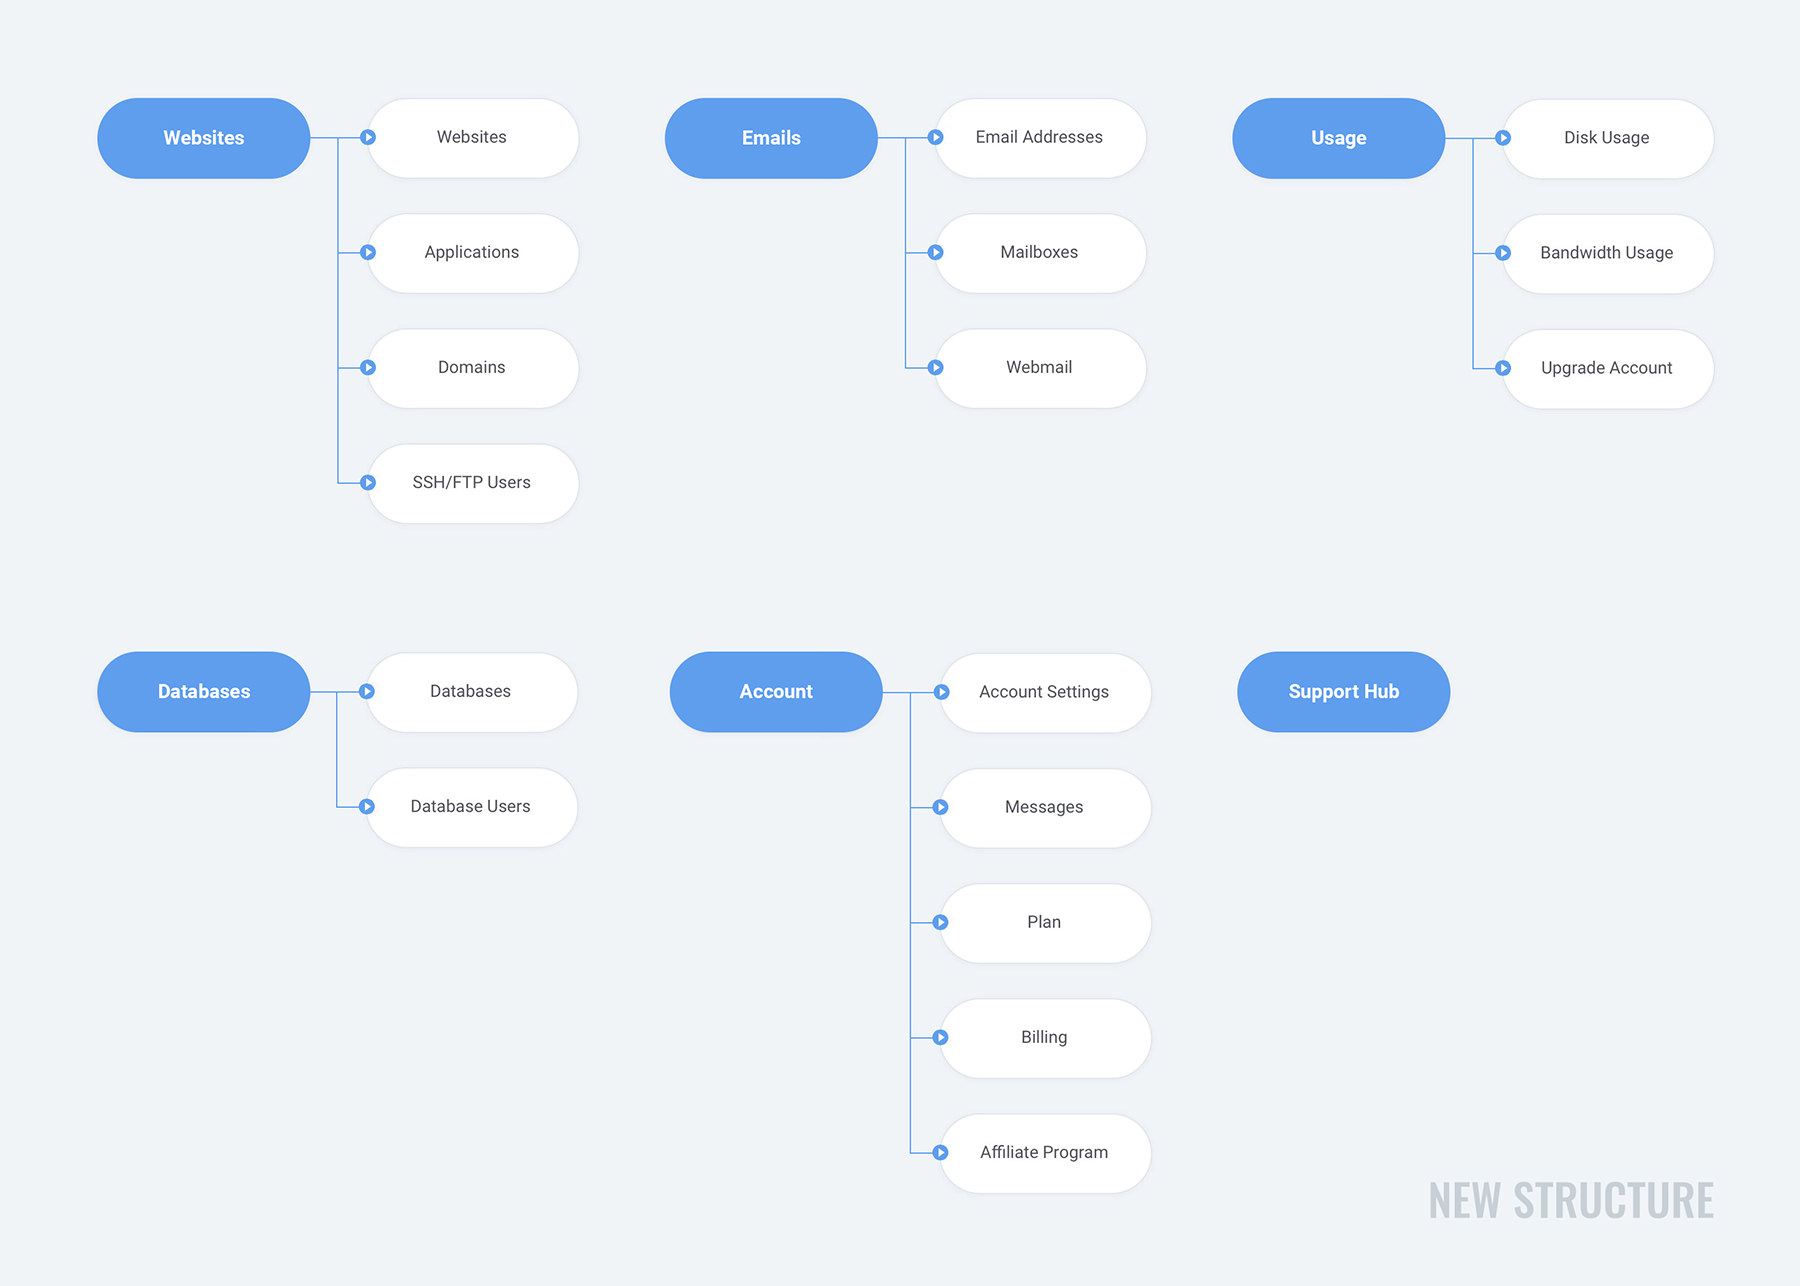 Websites
Websites
Applications
Domains
SSH/FTP Users
Emails
Email Addresses
Mailboxes
Webmail
Usage
Disk Usage
Bandwidth Usage
Upgrade Account
Databases
Databases
Database Users
Account
Account Settings
Messages
Plan
Billing
Affiliate Program
Support Hub
NEW STRUCTURE